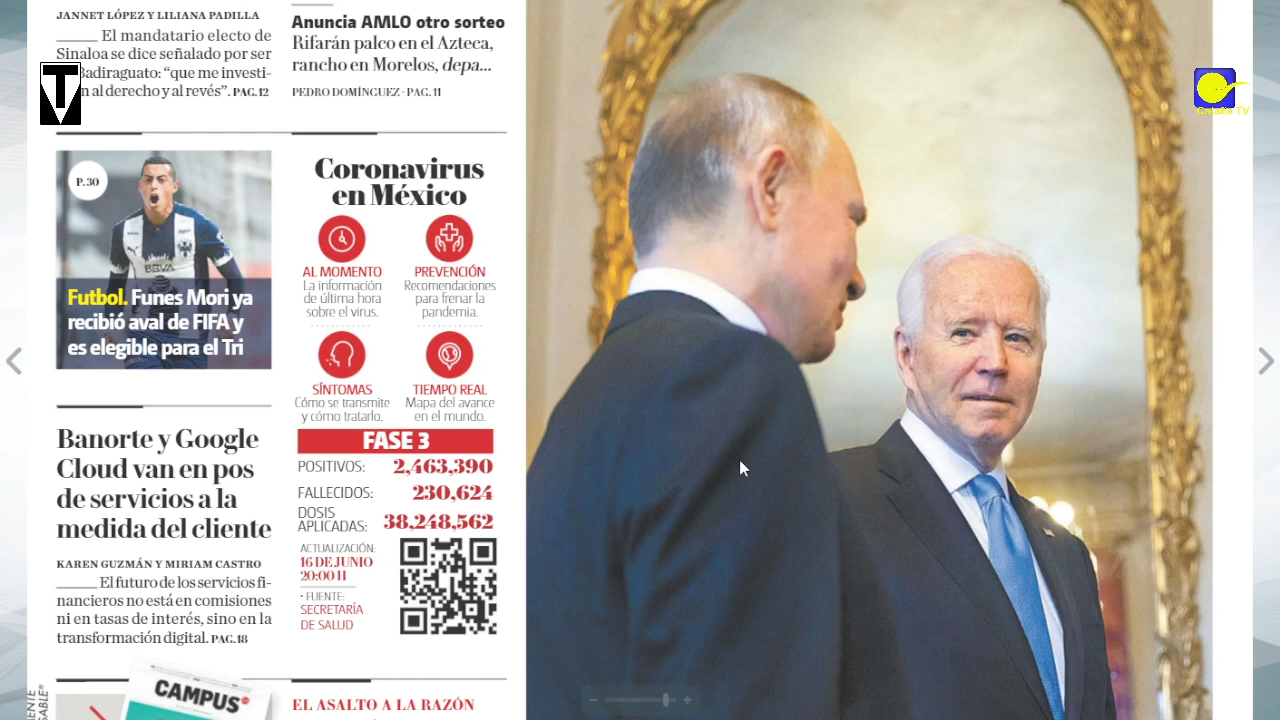 JANNET LÓPEZ Y LILIANA PADILLA
El mandatario electo de
Sinaloa se dice señalado por ser
Badiraguato: “que me investi-
n al derecho y al revés”. PAG. 12
Anuncia AMLO otro sorteo
Rifarán palco en el Azteca,
rancho en Morelos, depa...
PEDRO DOMÍNGUEZ - PAG. 11
P. 30
BBVA
Futbol. Funes Mori ya
recibió aval de FIFA y
es elegible para el Tri
Banorte y Google
Cloud van en pos
de servicios a la
medida del cliente
KAREN GUZMÁN Y MIRIAM CASTRO
El futuro de los servicios fi-
nancieros no está en comisiones
ni en tasas de interés, sino en la
transformación digital. PAG. 18
CAMPUS
Coronavirus
en México
AL MOMENTO
La información
de última hora
sobre el virus.
PREVENCIÓN
Recomendaciones
para frenar la
pandemia.
SÍNTOMAS
Cómo se transmite
y cómo tratarlo.
TIEMPO REAL
Mapa del avance
en el mundo.
FASE 3
POSITIVOS: 2,463,390
FALLECIDOS: 230,624
DOSIS
APLICADAS: 38,248,562
ACTUALIZACIÓN:
16 DE JUNIO
20:00 H
• FUENTE:
SECRETARÍA
DE SALUD
EL ASALTO A LA RAZÓN
TV